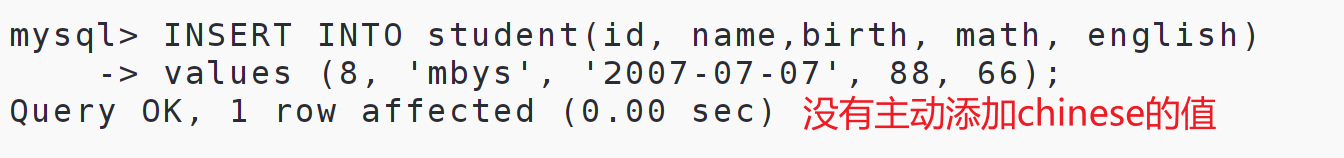 mysql> INSERT INTO student(id, name,birth, math, english)
    -> values (8, 'mbys', '2007-07-07', 88, 66);
Query OK, 1 row affected (0.00 sec) 没有主动添加chinese的值